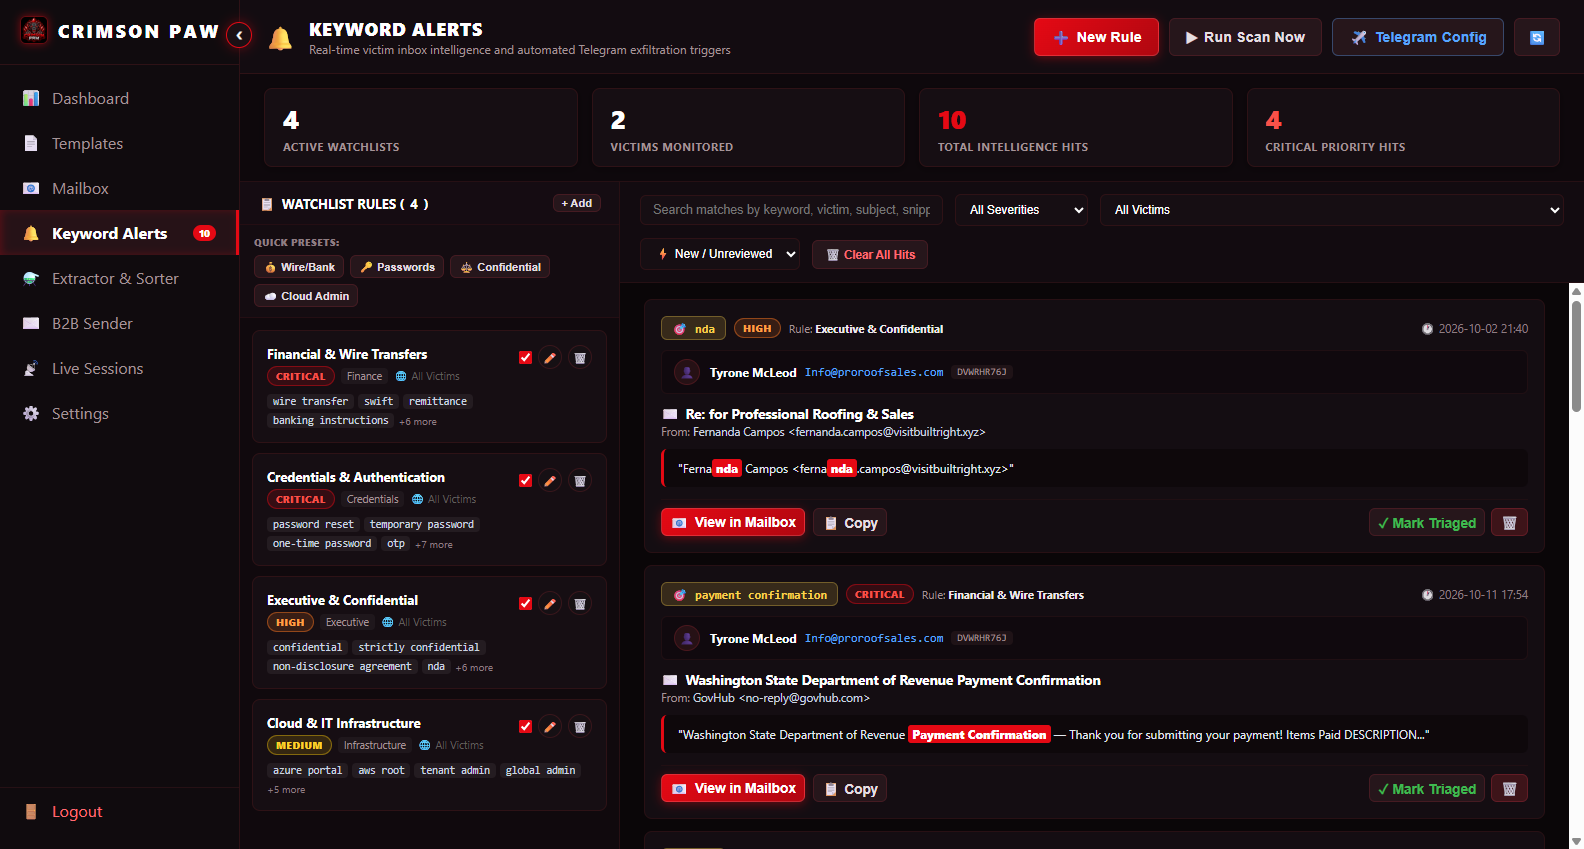 CRIMSON PAW
Dashboard
Templates
Mailbox
Keyword Alerts 10
Extractor & Sorter
B2B Sender
Live Sessions
Settings
Logout
KEYWORD ALERTS
Real-time victim inbox intelligence and automated Telegram exfiltration triggers
New Rule
Run Scan Now
Telegram Config
4
ACTIVE WATCHLISTS
2
VICTIMS MONITORED
10
TOTAL INTELLIGENCE HITS
4
CRITICAL PRIORITY HITS
WATCHLIST RULES ( 4 )
+ Add
QUICK PRESETS:
Wire/Bank
Passwords
Confidential
Cloud Admin
Financial & Wire Transfers
CRITICAL Finance All Victims
wire transfer swift remittance
banking instructions +6 more
Credentials & Authentication
CRITICAL Credentials All Victims
password reset temporary password
one-time password otp +7 more
Executive & Confidential
HIGH Executive All Victims
confidential strictly confidential
non-disclosure agreement nda +6 more
Cloud & IT Infrastructure
MEDIUM Infrastructure All Victims
azure portal aws root tenant admin global admin
+5 more
Search matches by keyword, victim, subject, snipp
All Severities
All Victims
New / Unreviewed
Clear All Hits
nda HIGH Rule: Executive & Confidential 2026-10-02 21:40
Tyrone McLeod Info@proroofsales.com DVWRHR76J
Re: for Professional Roofing & Sales
From: Fernanda Campos <fernanda.campos@visitbuiltright.xyz>
"Fernanda Campos <fernanda.campos@visitbuiltright.xyz>"
View in Mailbox
Copy
✓ Mark Triaged
payment confirmation CRITICAL Rule: Financial & Wire Transfers 2026-10-11 17:54
Tyrone McLeod Info@proroofsales.com DVWRHR76J
Washington State Department of Revenue Payment Confirmation
From: GovHub <no-reply@govhub.com>
"Washington State Department of Revenue Payment Confirmation — Thank you for submitting your payment! Items Paid DESCRIPTION..."
View in Mailbox
Copy
✓ Mark Triaged